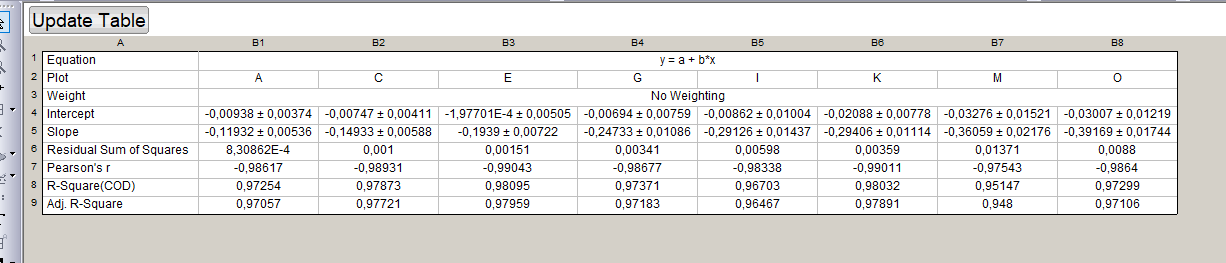 Update Table
A B1 B2 B3 B4 B5 B6 B7 B8
1 Equation y = a + b*x
2 Plot A C E G I K M O
3 Weight No Weighting
4 Intercept -0,00938 ± 0,00374 -0,00747 ± 0,00411 -1,97701E-4 ± 0,00505 -0,00694 ± 0,00759 -0,00862 ± 0,01004 -0,02088 ± 0,00778 -0,03276 ± 0,01521 -0,03007 ± 0,01219
5 Slope -0,11932 ± 0,00536 -0,14933 ± 0,00588 -0,1939 ± 0,00722 -0,24733 ± 0,01086 -0,29126 ± 0,01437 -0,29406 ± 0,01114 -0,36059 ± 0,02176 -0,39169 ± 0,01744
6 Residual Sum of Squares 8,30862E-4 0,001 0,00151 0,00341 0,00598 0,00359 0,01371 0,0088
7 Pearson's r -0,98617 -0,98931 -0,99043 -0,98677 -0,98338 -0,99011 -0,97543 -0,9864
8 R-Square(COD) 0,97254 0,97873 0,98095 0,97371 0,96703 0,98032 0,95147 0,97299
9 Adj. R-Square 0,97057 0,97721 0,97959 0,97183 0,96467 0,97891 0,948 0,97106